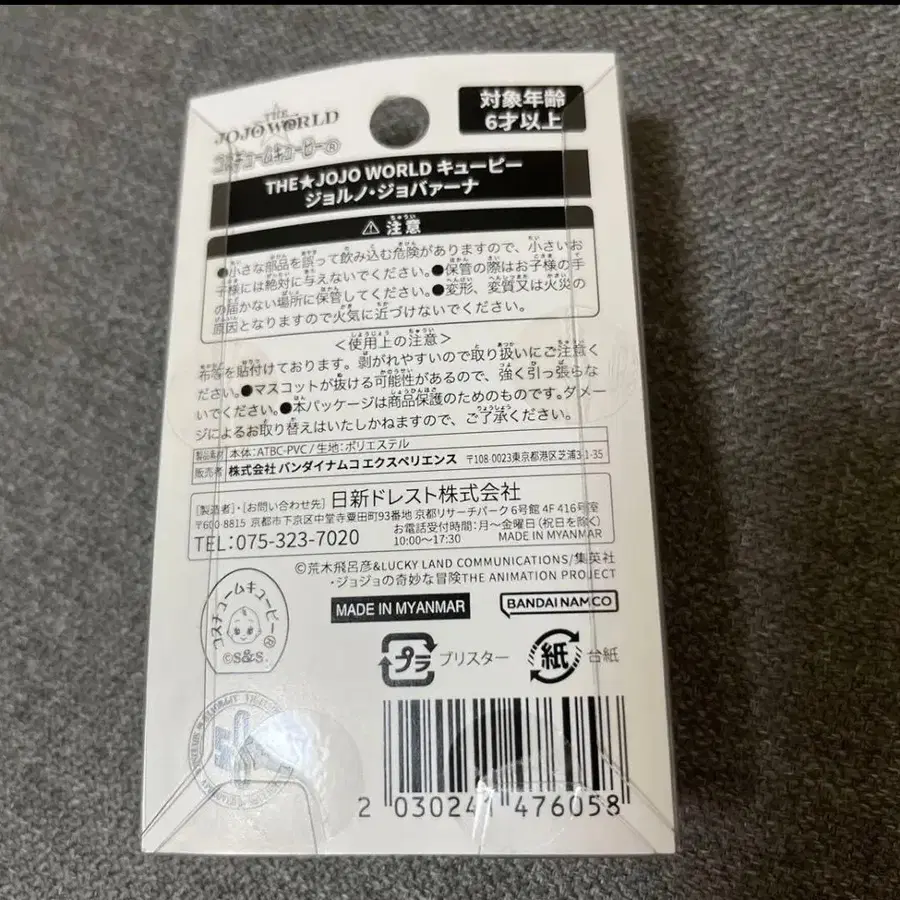 THE
JOJO WORLD
コスチュームキューピー®
対象年齢
6才以上
THE★JOJO WORLD キューピー
ジョルノ・ジョバァーナ
⚠ 注意
●小さな部品を誤って飲み込む危険がありますので、小さいお
子様には絶対に与えないでください。●保管の際はお子様の手
の届かない場所に保管してください。●変形、変質又は火災の
原因となりますので火気に近づけないでください。
<使用上の注意>
布等を貼付けております。剥がれやすいので取り扱いにご注意く
ださい。●マスコットが抜ける可能性があるので、強く引っ張らな
いでください。●本パッケージは商品保護のためのものです。ダメー
ジによるお取り替えはいたしかねますので、ご了承ください。
製品素材 本体：ATBC-PVC / 生地：ポリエステル
販売者 株式会社 バンダイナムコエクスペリエンス 〒108-0023東京都港区芝浦3-1-35
[製造者]・[お問い合わせ先] 日新ドレスト株式会社
〒600-8815 京都市下京区中堂寺粟田町93番地 京都リサーチパーク6号館 4F 416号室
お電話受付時間：月～金曜日(祝日を除く)
TEL：075-323-7020 10:00～17:30 MADE IN MYANMAR
©荒木飛呂彦&LUCKY LAND COMMUNICATIONS/集英社
・ジョジョの奇妙な冒険THE ANIMATION PROJECT
コスチュームキューピー®
©S&S.
MADE IN MYANMAR
BANDAI NAMCO
プラ ブリスター
紙 台紙
2 030241 476058